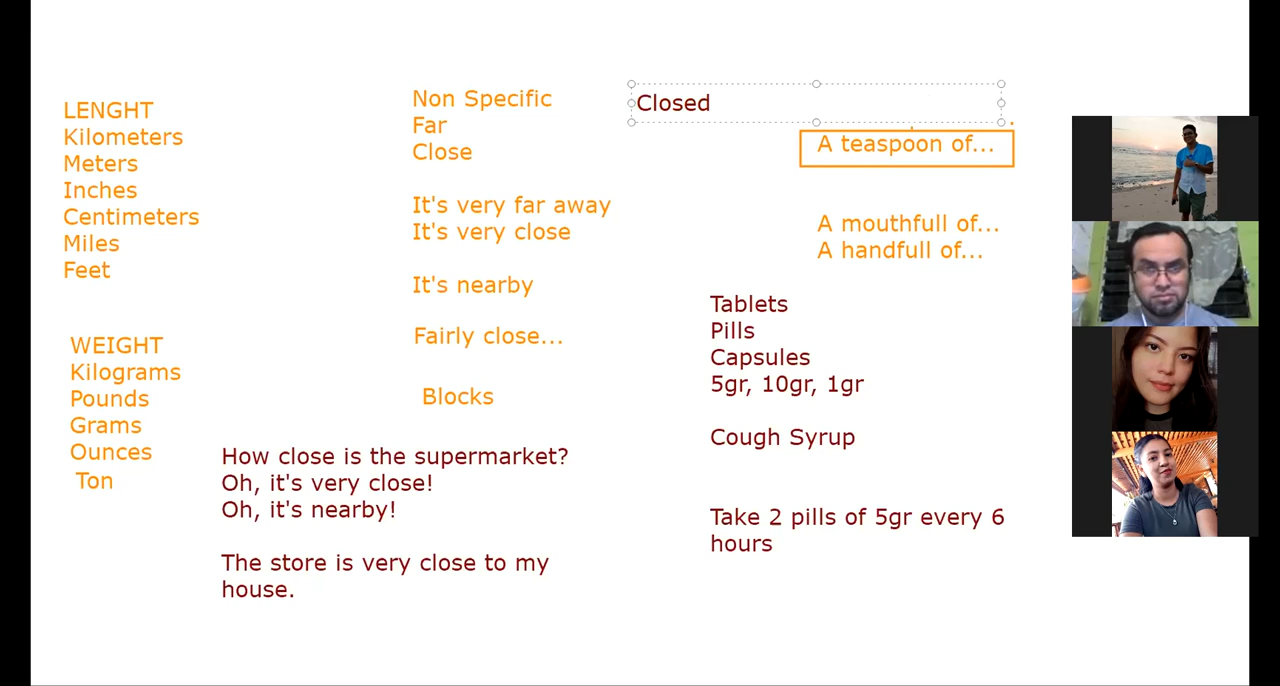 LENGHT
Kilometers
Meters
Inches
Centimeters
Miles
Feet
WEIGHT
Kilograms
Pounds
Grams
Ounces
Ton
Non Specific
Far
Close
It's very far away
It's very close
It's nearby
Fairly close...
Blocks
How close is the supermarket?
Oh, it's very close!
Oh, it's nearby!
The store is very close to my
house.
Closed
A teaspoon of...
A mouthfull of...
A handfull of...
Tablets
Pills
Capsules
5gr, 10gr, 1gr
Cough Syrup
Take 2 pills of 5gr every 6
hours